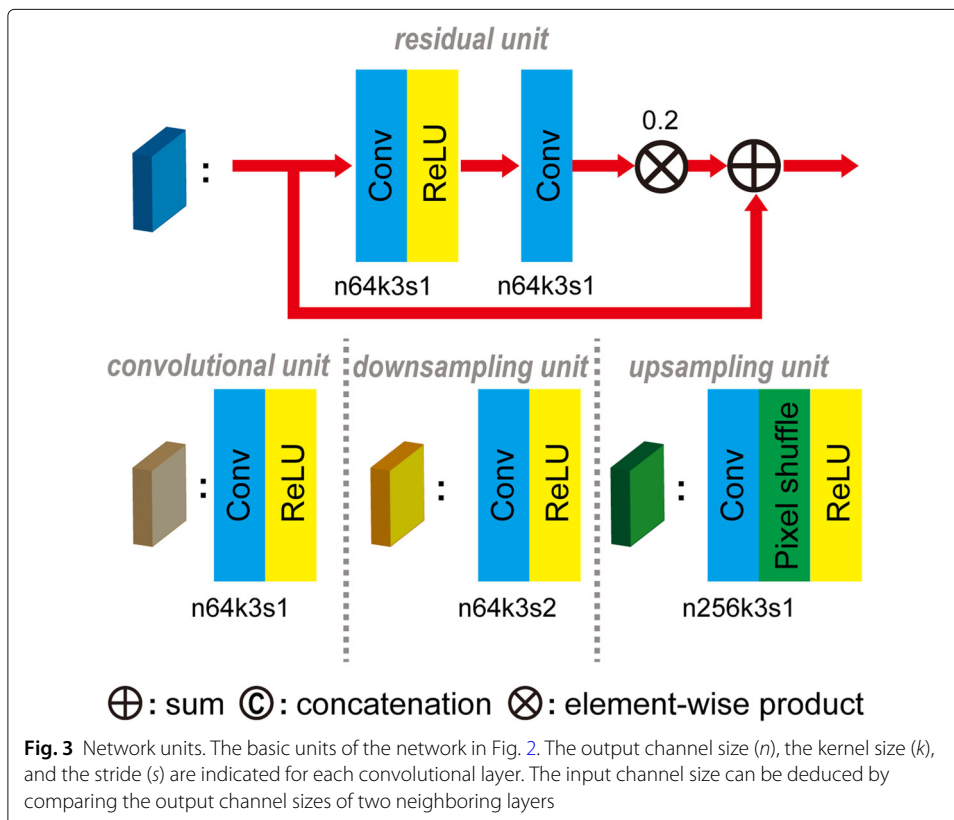 residual unit
0.2
:
Conv
ReLU
Conv
n64k3s1
n64k3s1
convolutional unit
downsampling unit
upsampling unit
:
Conv
ReLU
:
Conv
ReLU
:
Conv
Pixel shuffle
ReLU
n64k3s1
n64k3s2
n256k3s1
⊕: sum ©: concatenation ⊗: element-wise product
Fig. 3 Network units. The basic units of the network in Fig. 2. The output channel size (n), the kernel size (k),
and the stride (s) are indicated for each convolutional layer. The input channel size can be deduced by
comparing the output channel sizes of two neighboring layers